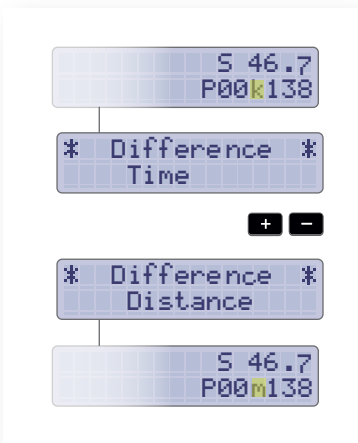 S 46.7
P00k138
* Difference *
Time
+ -
* Difference *
Distance
S 46.7
P00m138